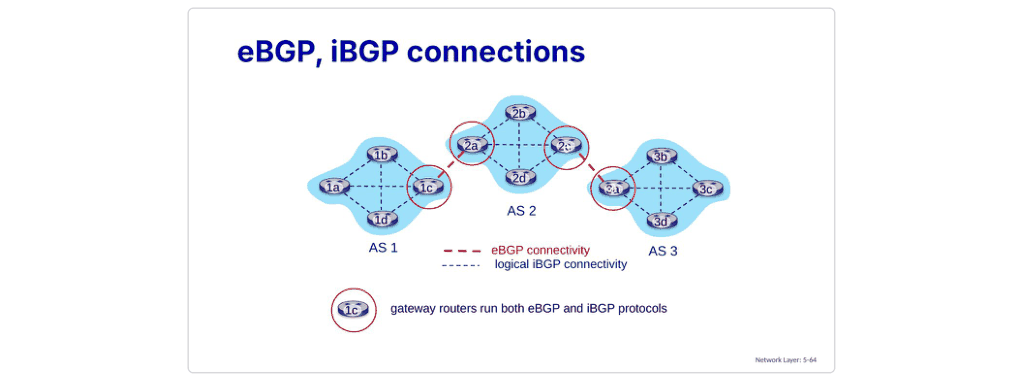 eBGP, iBGP connections
2b
2a
2c
2d
1b
1a
1c
1d
3b
3a
3c
3d
AS 2
AS 1
AS 3
eBGP connectivity
logical iBGP connectivity
1c
gateway routers run both eBGP and iBGP protocols
Network Layer: 5-64